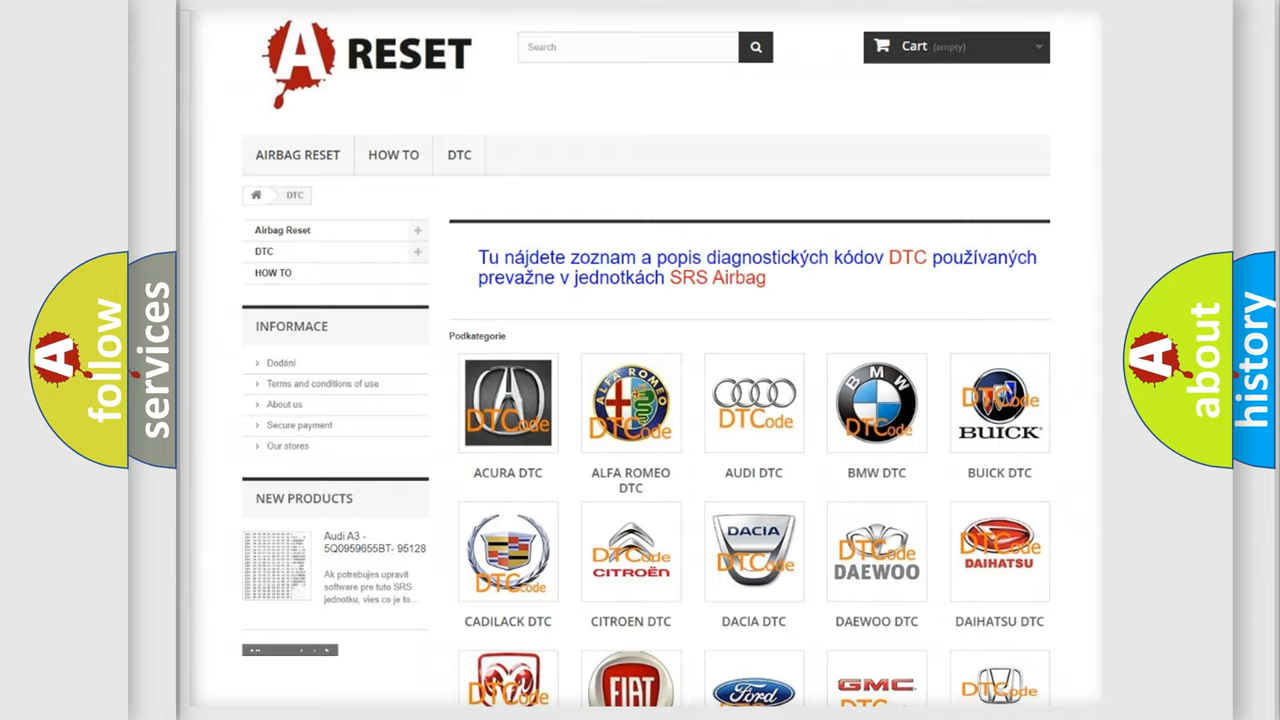 A RESET
Search
Cart (empty)
AIRBAG RESET
HOW TO
DTC
DTC
Airbag Reset
DTC
HOW TO
INFORMACE
Dodání
Terms and conditions of use
About us
Secure payment
Our stores
NEW PRODUCTS
Audi A3 -
5Q0959655BT- 95128
Ak potrebujes upravit
software pre tuto SRS
jednotku, vies co je to...
Tu nájdete zoznam a popis diagnostických kódov DTC používaných
prevažne v jednotkách SRS Airbag
Podkategorie
DTCode
ALFA ROMEO
DTCode
DTCode
BMW
DTCode
DTCode
BUICK
ACURA DTC
ALFA ROMEO
DTC
AUDI DTC
BMW DTC
BUICK DTC
DTCode
DTCode
CITROËN
DACIA
DTCode
DTCode
DAEWOO
DTCode
DAIHATSU
CADILACK DTC
CITROEN DTC
DACIA DTC
DAEWOO DTC
DAIHATSU DTC
DTCode
FIAT
Ford
GMC
DTCode
A follow
services
A about
history